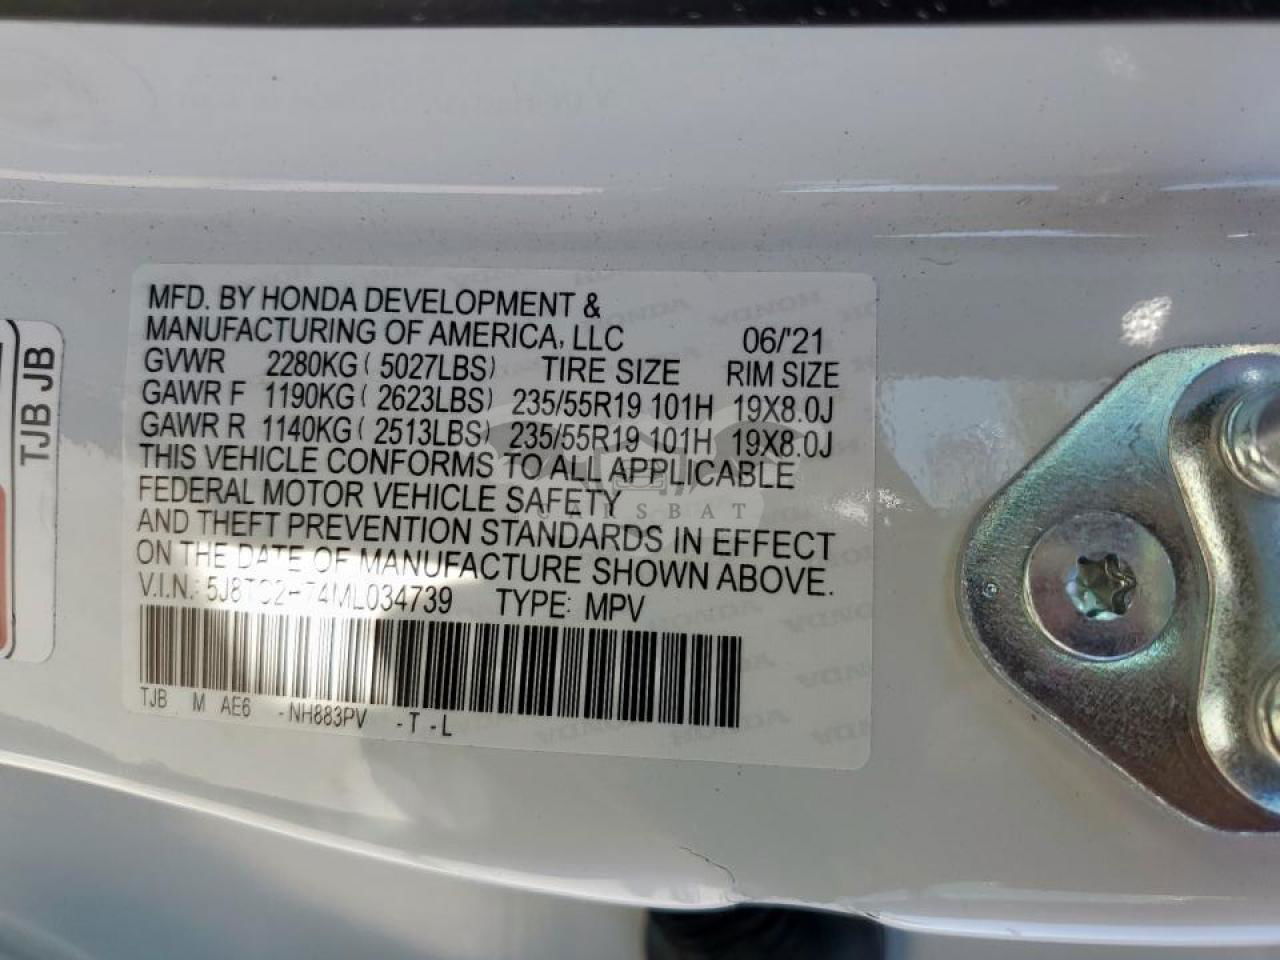 MFD. BY HONDA DEVELOPMENT &
MANUFACTURING OF AMERICA, LLC 06/'21
GVWR 2280KG ( 5027LBS) TIRE SIZE RIM SIZE
GAWR F 1190KG ( 2623LBS) 235/55R19 101H 19X8.0J
GAWR R 1140KG ( 2513LBS) 235/55R19 101H 19X8.0J
THIS VEHICLE CONFORMS TO ALL APPLICABLE
FEDERAL MOTOR VEHICLE SAFETY
AND THEFT PREVENTION STANDARDS IN EFFECT
ON THE DATE OF MANUFACTURE SHOWN ABOVE.
V.I.N.: TYPE: MPV
TJB M AE6 -NH883PV -T -L
TJB JB
CARSBAT